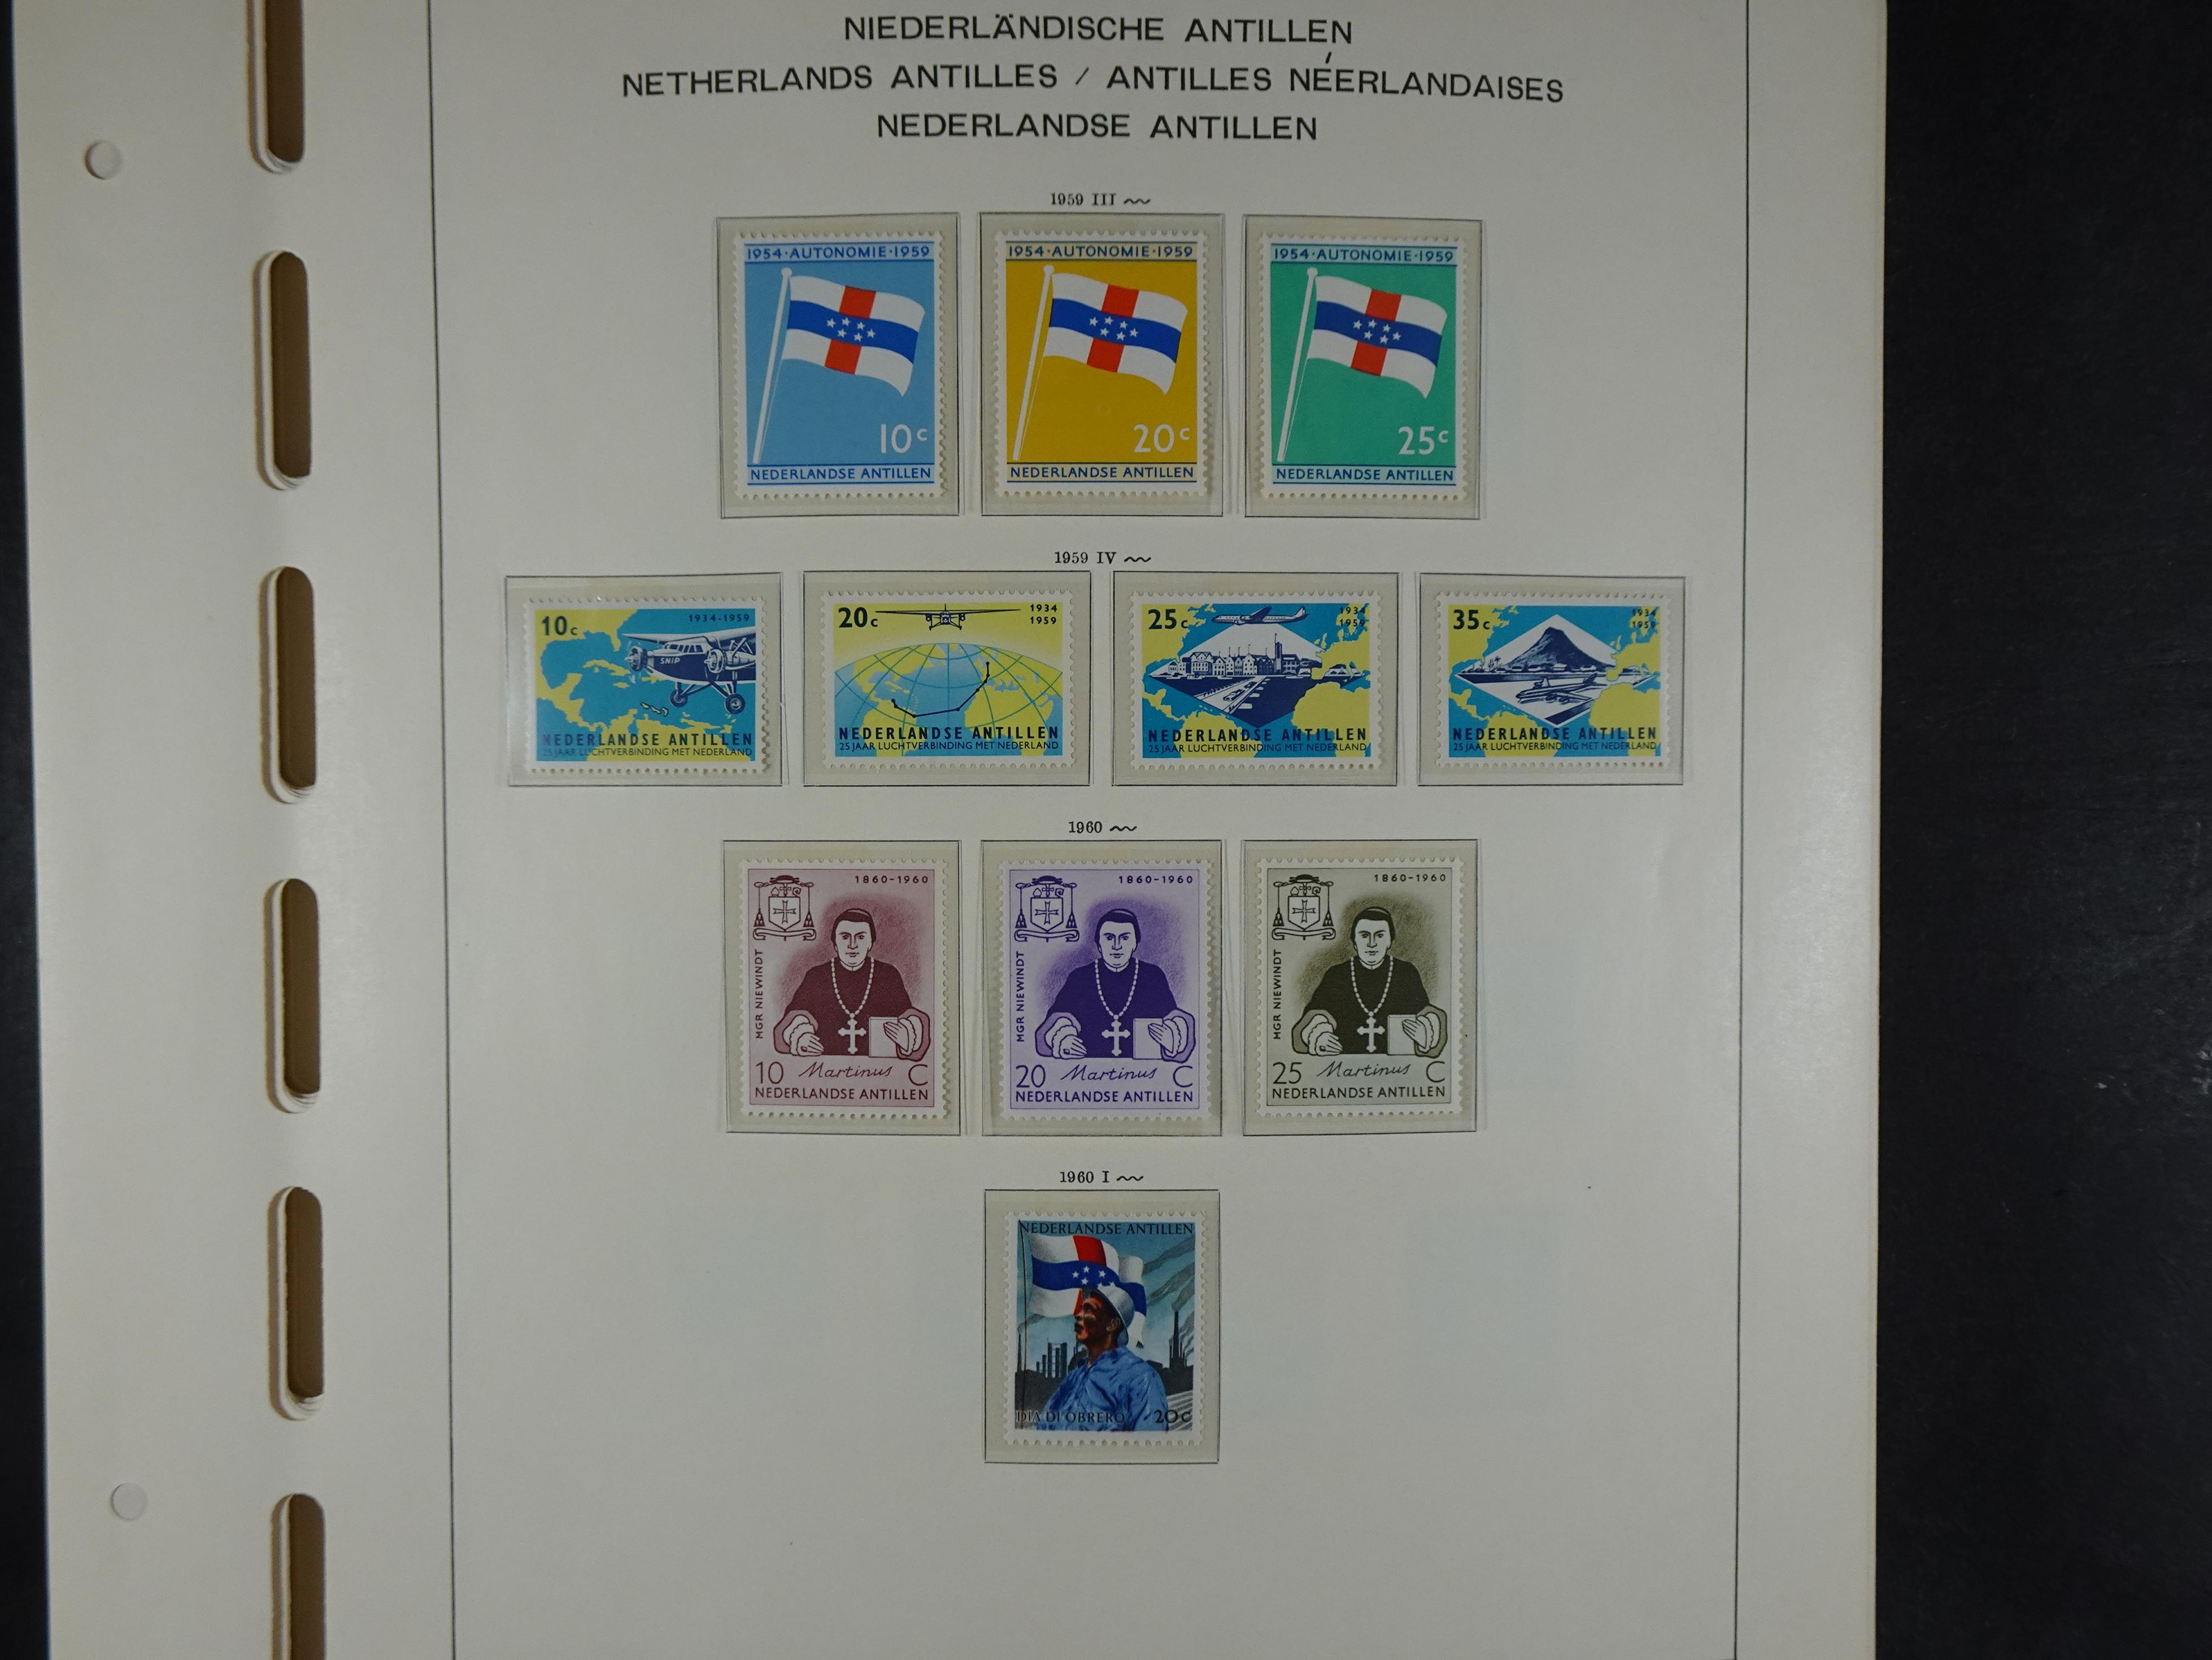 NIEDERLÄNDISCHE ANTILLEN
NETHERLANDS ANTILLES / ANTILLES NÉERLANDAISES
NEDERLANDSE ANTILLEN
1959 III
1954·AUTONOMIE·1959
10c
NEDERLANDSE ANTILLEN
1954·AUTONOMIE·1959
20c
NEDERLANDSE ANTILLEN
1954·AUTONOMIE·1959
25c
NEDERLANDSE ANTILLEN
1959 IV
10c
1934-1959
SNIP
NEDERLANDSE ANTILLEN
25 JAAR LUCHTVERBINDING MET NEDERLAND
20c
1934
1959
NEDERLANDSE ANTILLEN
25 JAAR LUCHTVERBINDING MET NEDERLAND
25c
1934
1959
NEDERLANDSE ANTILLEN
25 JAAR LUCHTVERBINDING MET NEDERLAND
35c
1934
1959
NEDERLANDSE ANTILLEN
25 JAAR LUCHTVERBINDING MET NEDERLAND
1960
1860-1960
MGR NIEWINDT
10 Martinus C
NEDERLANDSE ANTILLEN
1860-1960
MGR NIEWINDT
20 Martinus C
NEDERLANDSE ANTILLEN
1860-1960
MGR NIEWINDT
25 Martinus C
NEDERLANDSE ANTILLEN
1960 I
NEDERLANDSE ANTILLEN
DIA DI OBRERO 20c